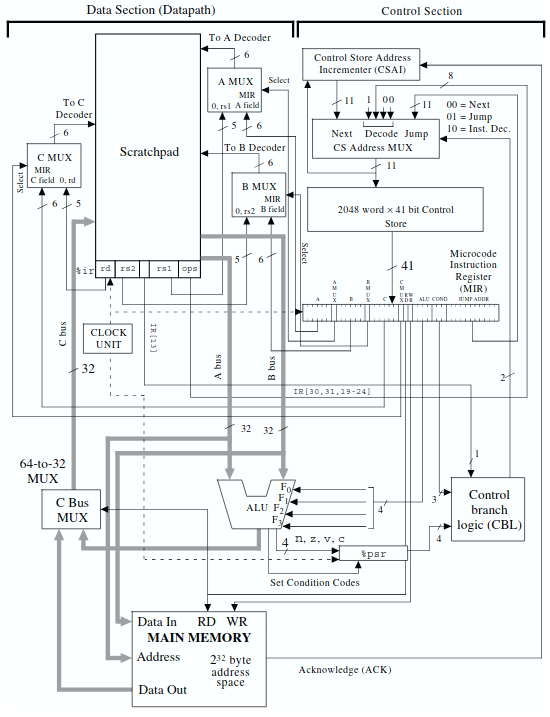 Data Section (Datapath)
Control Section
To A Decoder
6
A MUX
MIR
0, rs1 A field
Select
5
6
To B Decoder
6
B MUX
MIR
0, rs2 B field
Select
5
6
To C
Decoder
6
C MUX
MIR
C field 0, rd
Select
6
5
Scratchpad
%ir
rd
rs2
rs1
ops
Control Store Address
Incrementer (CSAI)
8
11
1
00
11
00 = Next
01 = Jump
10 = Inst. Dec.
Next Decode Jump
CS Address MUX
11
2048 word × 41 bit Control
Store
41
Microcode
Instruction
Register
(MIR)
A
A
M
U
X
B
B
M
U
X
C
C
M
U
X
R
D
W
R
ALU
COND
JUMP ADDR
CLOCK
UNIT
IR[13]
C bus
32
A bus
B bus
IR[30,31,19-24]
2
32
32
1
64-to-32
MUX
C Bus
MUX
ALU
F0
F1
F2
F3
4
3
Control
branch
logic (CBL)
4
n, z, v, c
4
%psr
Set Condition Codes
Data In
RD
WR
MAIN MEMORY
Address
2^32 byte
address
space
Data Out
Acknowledge (ACK)